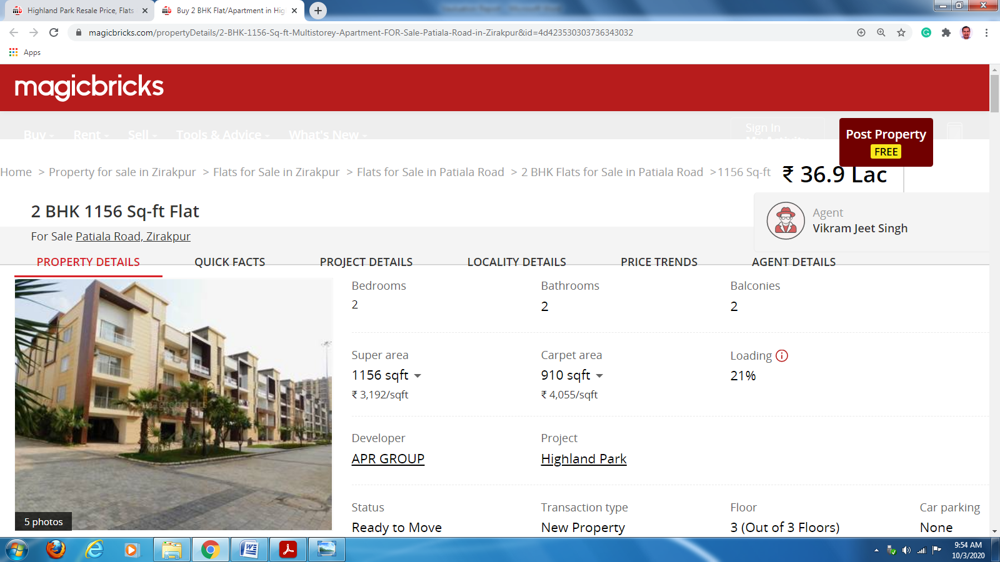 Highland Park Resale Price, Flats
Buy 2 BHK Flat/Apartment in Hig
magicbricks.com/propertyDetails/2-BHK-1156-Sq-ft-Multistorey-Apartment-FOR-Sale-Patiala-Road-in-Zirakpur&id=4d423530303736343032
Apps
magicbricks
Buy Rent Sell Tools & Advice What's New Sign In
My Activity
Post Property
FREE
Home > Property for sale in Zirakpur > Flats for Sale in Zirakpur > Flats for Sale in Patiala Road > 2 BHK Flats for Sale in Patiala Road >1156 Sq-ft
₹ 36.9 Lac
2 BHK 1156 Sq-ft Flat
For Sale Patiala Road, Zirakpur
Agent
Vikram Jeet Singh
PROPERTY DETAILS QUICK FACTS PROJECT DETAILS LOCALITY DETAILS PRICE TRENDS AGENT DETAILS
Bedrooms Bathrooms Balconies
2 2 2
Super area Carpet area Loading
1156 sqft 910 sqft 21%
₹ 3,192/sqft ₹ 4,055/sqft
Developer Project
APR GROUP Highland Park
Status Transaction type Floor Car parking
Ready to Move New Property 3 (Out of 3 Floors) None
magicbricks
5 photos
9:54 AM
10/3/2020